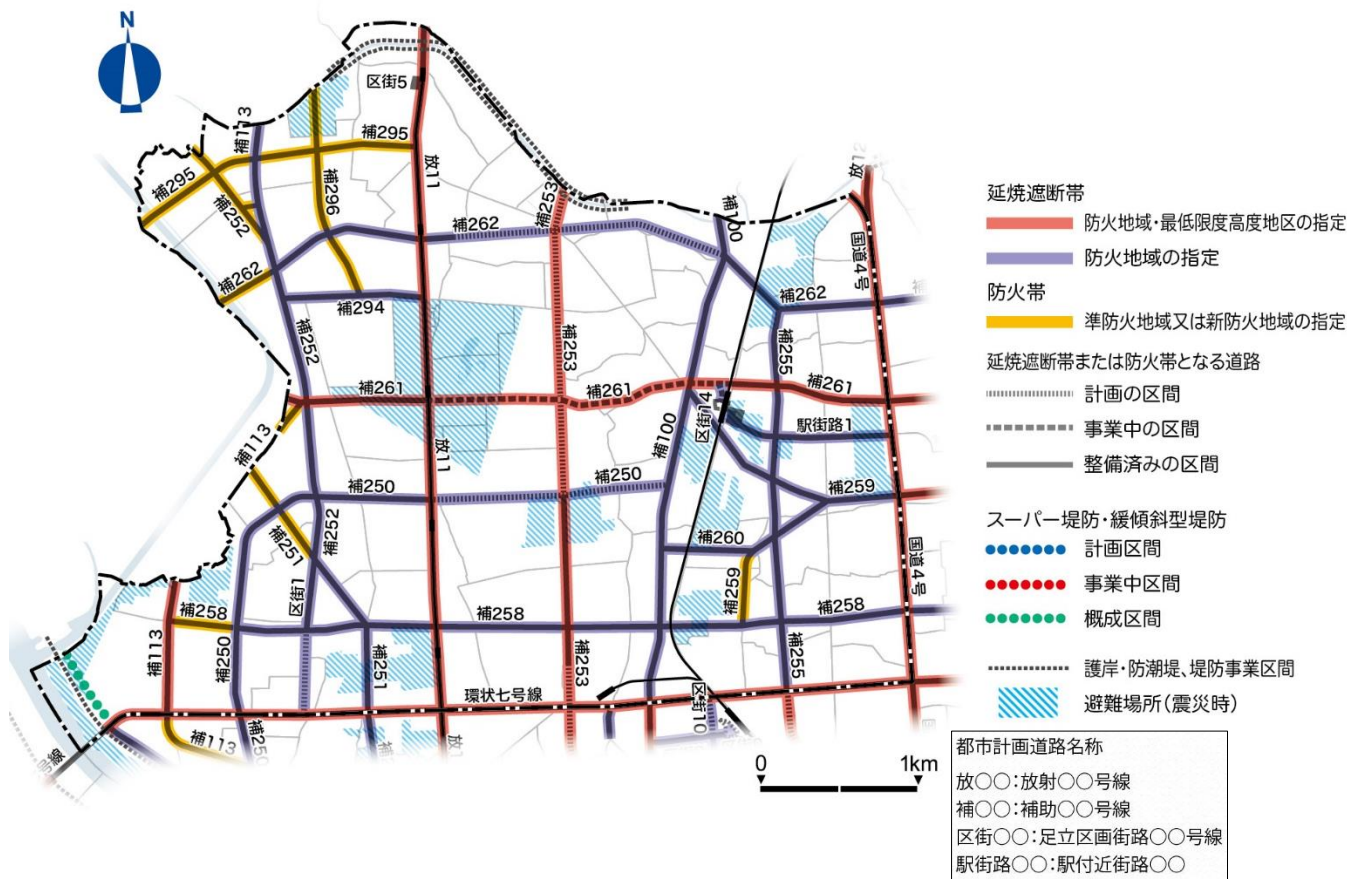 N
区街5
補113
補295
補295
放11
補296
補252
補253
補262
補100
放12
国道4号
補262
補262
補294
補252
補253
補255
補261
補261
補261
区街14
駅街路1
補113
放11
補100
補250
補250
補259
補251
補252
補260
国道4号
区街1
補259
補258
補258
補258
補113
補250
補251
補253
補255
環状七号線
区街10
補113
補250
号線
0 1km
延焼遮断帯
防火地域・最低限度高度地区の指定
防火地域の指定
防火帯
準防火地域又は新防火地域の指定
延焼遮断帯または防火帯となる道路
計画の区間
事業中の区間
整備済みの区間
スーパー堤防・緩傾斜型堤防
計画区間
事業中区間
概成区間
護岸・防潮堤、堤防事業区間
避難場所(震災時)
都市計画道路名称
放○○:放射○○号線
補○○:補助○○号線
区街○○:足立区画街路○○号線
駅街路○○:駅付近街路○○